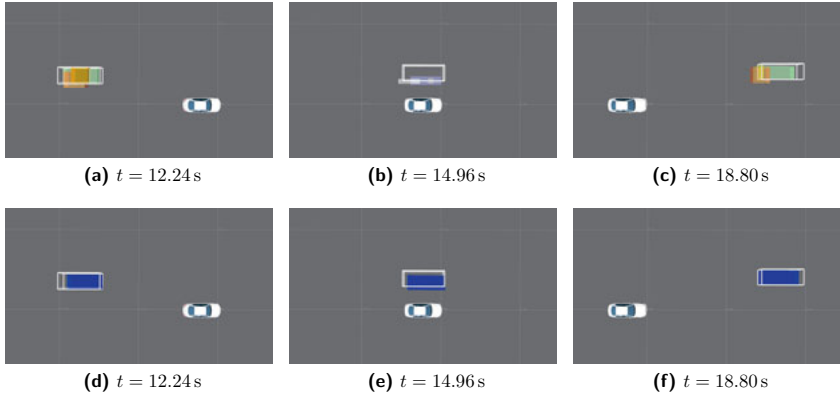 (a) t = 12.24 s
(b) t = 14.96 s
(c) t = 18.80 s
(d) t = 12.24 s
(e) t = 14.96 s
(f) t = 18.80 s